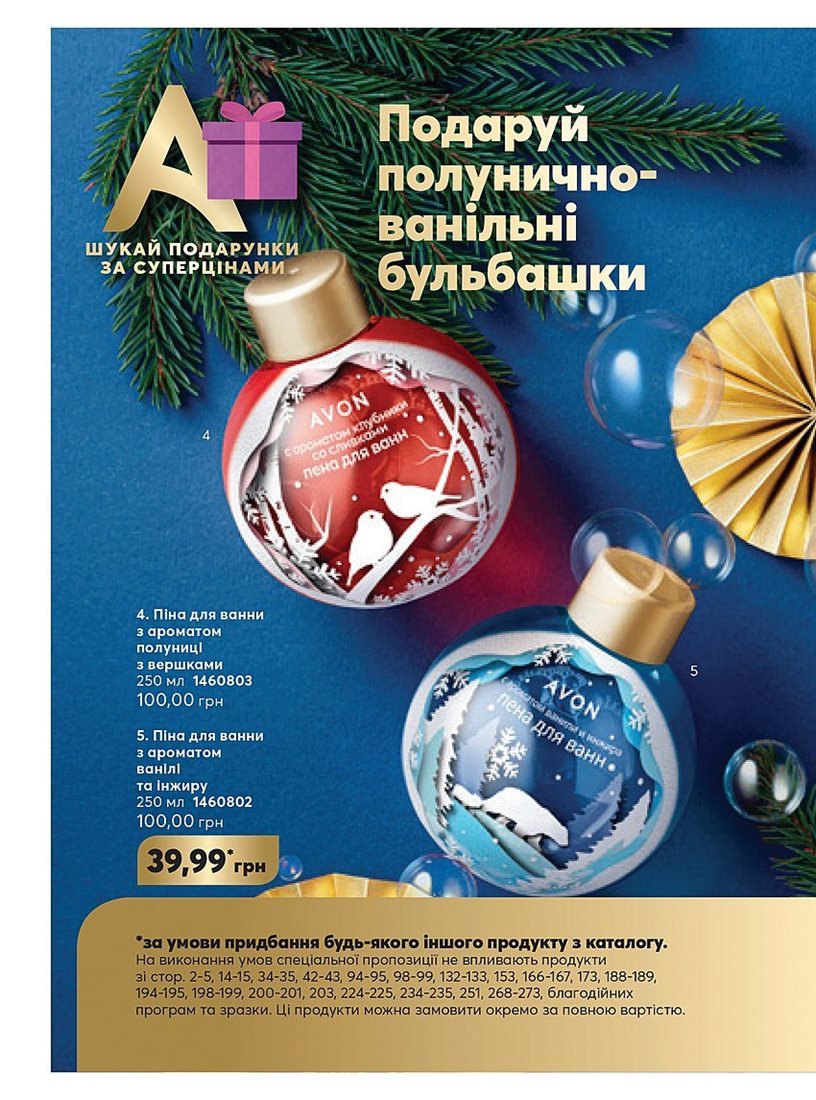 A
ШУКАЙ ПОДАРУНКИ
ЗА СУПЕРЦІНАМИ
Подаруй
полунично-
ванільні
бульбашки
4
AVON
с ароматом клубники
со сливками
пена для ванн
4. Піна для ванни
з ароматом
полуниці
з вершками
250 мл 1460803
100,00 грн
5
AVON
с ароматом ванили и инжира
пена для ванн
5. Піна для ванни
з ароматом
ванілі
та інжиру
250 мл 1460802
100,00 грн
39,99* грн
*за умови придбання будь-якого іншого продукту з каталогу.
На виконання умов спеціальної пропозиції не впливають продукти
зі стор. 2-5, 14-15, 34-35, 42-43, 94-95, 98-99, 132-133, 153, 166-167, 173, 188-189,
194-195, 198-199, 200-201, 203, 224-225, 234-235, 251, 268-273, благодійних
програм та зразки. Ці продукти можна замовити окремо за повною вартістю.